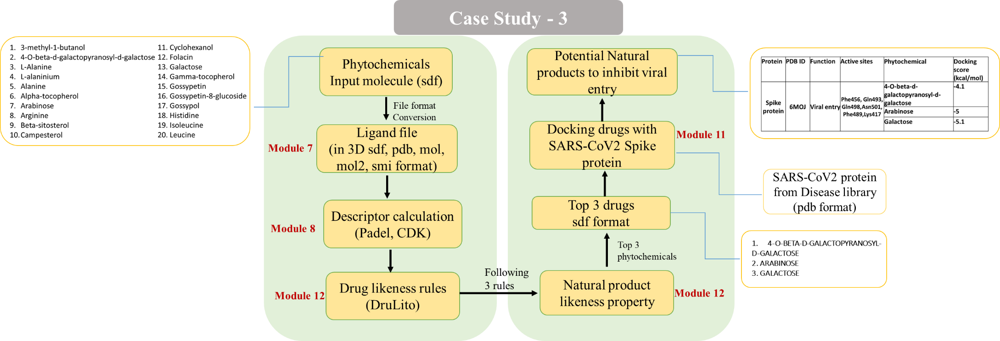 Case Study - 3
1. 3-methyl-1-butanol
2. 4-O-beta-d-galactopyranosyl-d-galactose
3. L-Alanine
4. L-alaninium
5. Alanine
6. Alpha-tocopherol
7. Arabinose
8. Arginine
9. Beta-sitosterol
10. Campesterol
11. Cyclohexanol
12. Folacin
13. Galactose
14. Gamma-tocopherol
15. Gossypetin
16. Gossypetin-8-glucoside
17. Gossypol
18. Histidine
19. Isoleucine
20. Leucine
Phytochemicals
Input molecule (sdf)
File format
Conversion
Module 7
Ligand file
(in 3D sdf, pdb, mol,
mol2, smi format)
Module 8
Descriptor calculation
(Padel, CDK)
Module 12
Drug likeness rules
(DruLito)
Following
3 rules
Natural product
likeness property
Module 12
Top 3
phytochemicals
Top 3 drugs
sdf format
1. 4-O-BETA-D-GALACTOPYRANOSYL-
D-GALACTOSE
2. ARABINOSE
3. GALACTOSE
Docking drugs with
SARS-CoV2 Spike
protein
Module 11
SARS-CoV2 protein
from Disease library
(pdb format)
Potential Natural
products to inhibit viral
entry
Protein PDB ID Function Active sites Phytochemical Docking
score
(kcal/mol)
Spike
protein
6MOJ
Viral entry
Phe456, Gln493,
Gln498,Asn501,
Phe489,Lys417
4-O-beta-d-
galactopyranosyl-d-
galactose
-4.1
Arabinose -5
Galactose -5.1